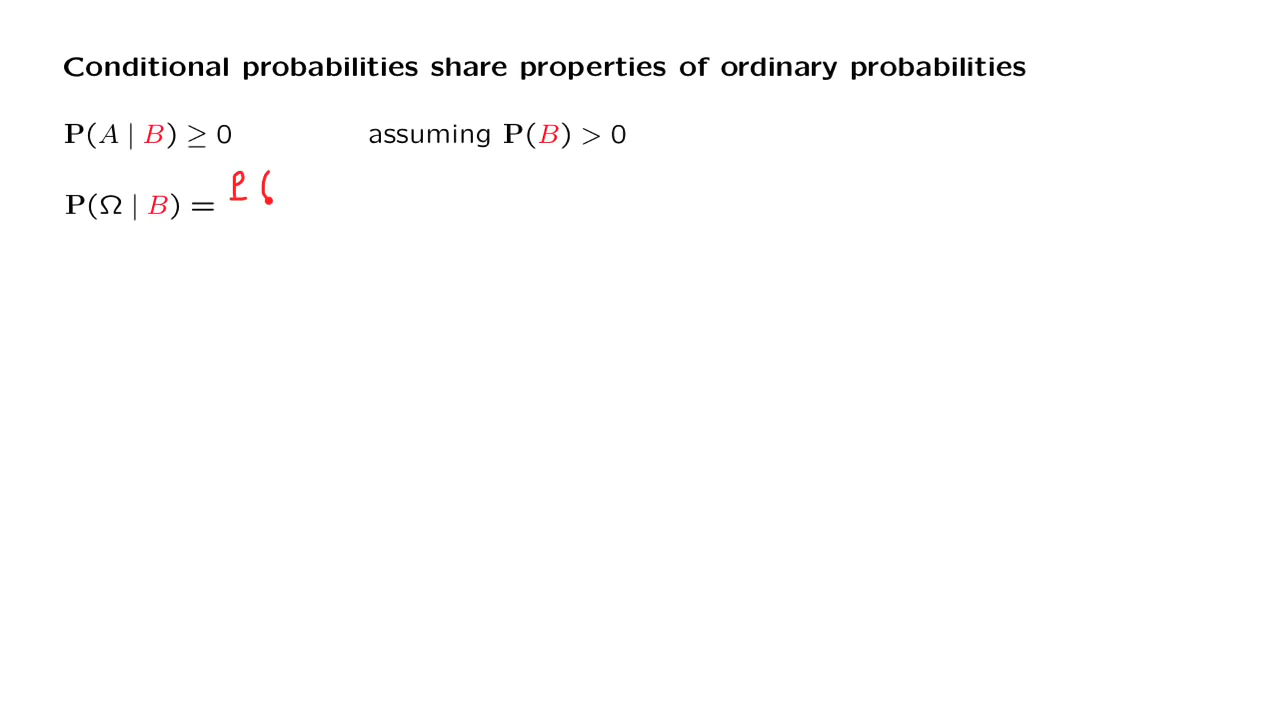 Conditional probabilities share properties of ordinary probabilities
P(A | B) ≥ 0 assuming P(B) > 0
P(Ω | B) = P (